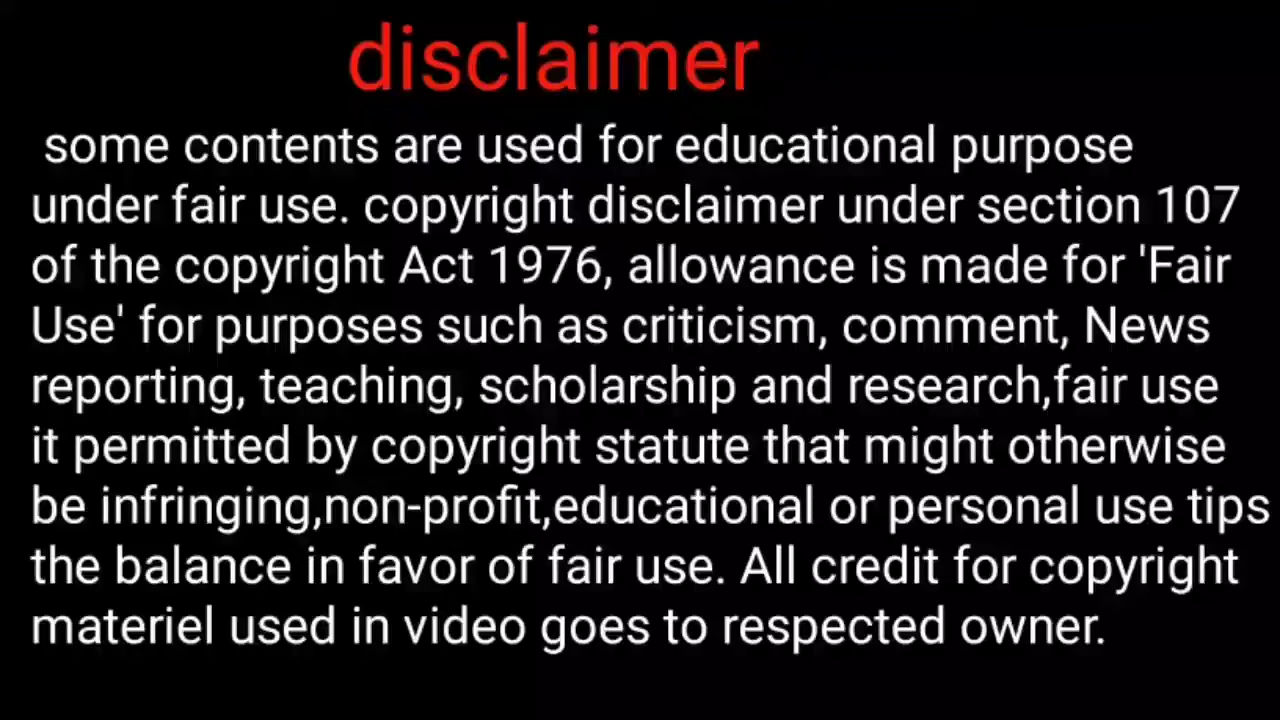 disclaimer
some contents are used for educational purpose
under fair use. copyright disclaimer under section 107
of the copyright Act 1976, allowance is made for 'Fair
Use' for purposes such as criticism, comment, News
reporting, teaching, scholarship and research,fair use
it permitted by copyright statute that might otherwise
be infringing,non-profit,educational or personal use tips
the balance in favor of fair use. All credit for copyright
materiel used in video goes to respected owner.